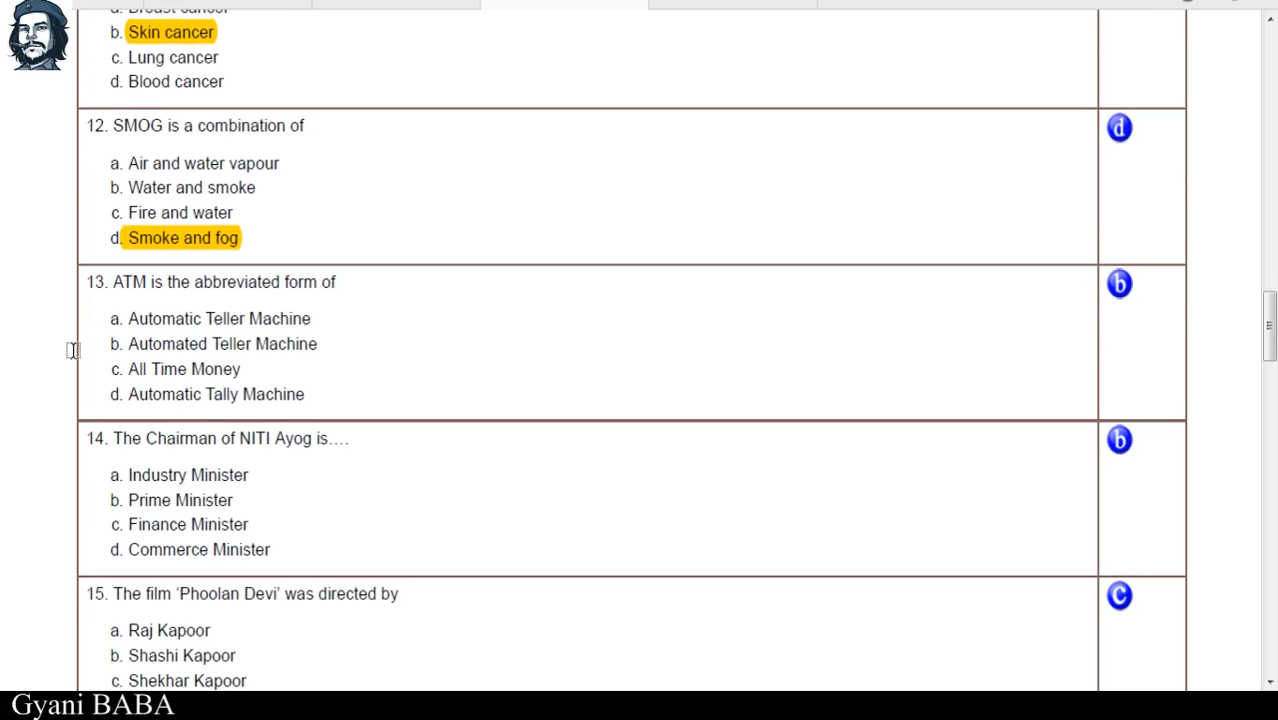 a. Breast cancer
b. Skin cancer
c. Lung cancer
d. Blood cancer
12. SMOG is a combination of
d
a. Air and water vapour
b. Water and smoke
c. Fire and water
d. Smoke and fog
13. ATM is the abbreviated form of
b
a. Automatic Teller Machine
b. Automated Teller Machine
c. All Time Money
d. Automatic Tally Machine
14. The Chairman of NITI Ayog is....
b
a. Industry Minister
b. Prime Minister
c. Finance Minister
d. Commerce Minister
15. The film ‘Phoolan Devi’ was directed by
c
a. Raj Kapoor
b. Shashi Kapoor
c. Shekhar Kapoor
Gyani BABA